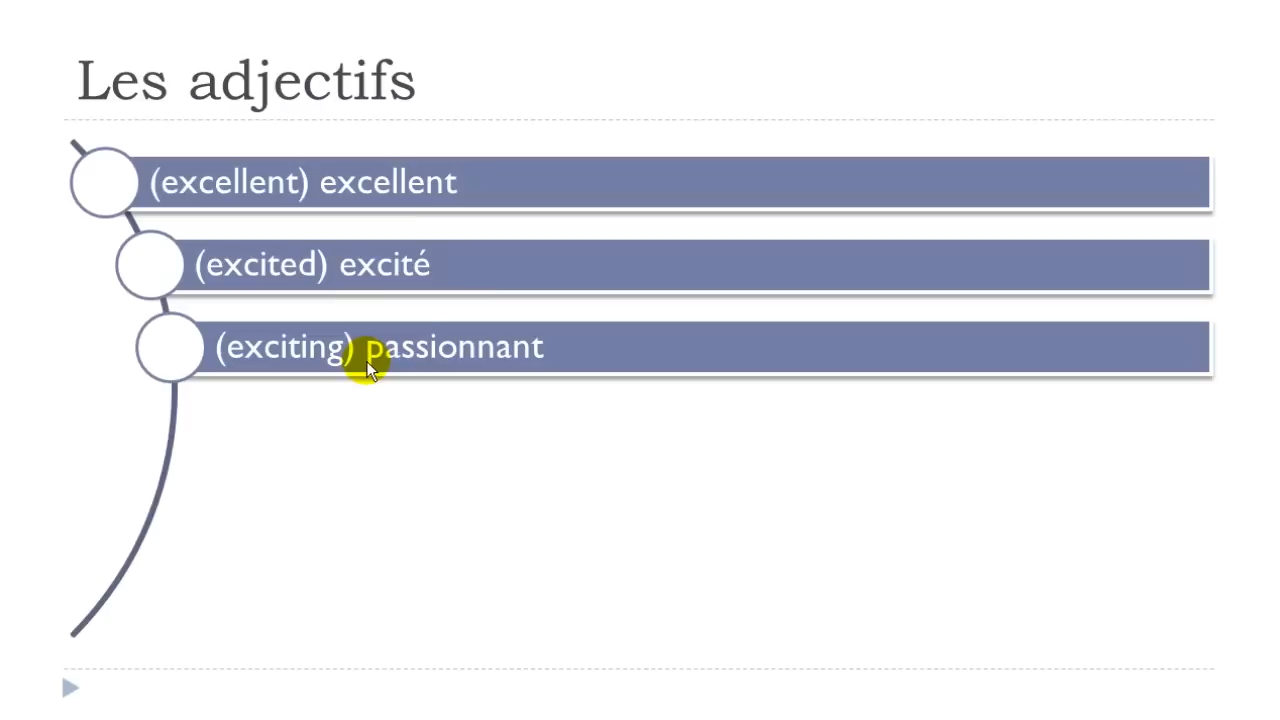 Les adjectifs
(excellent) excellent
(excited) excité
(exciting) passionnant